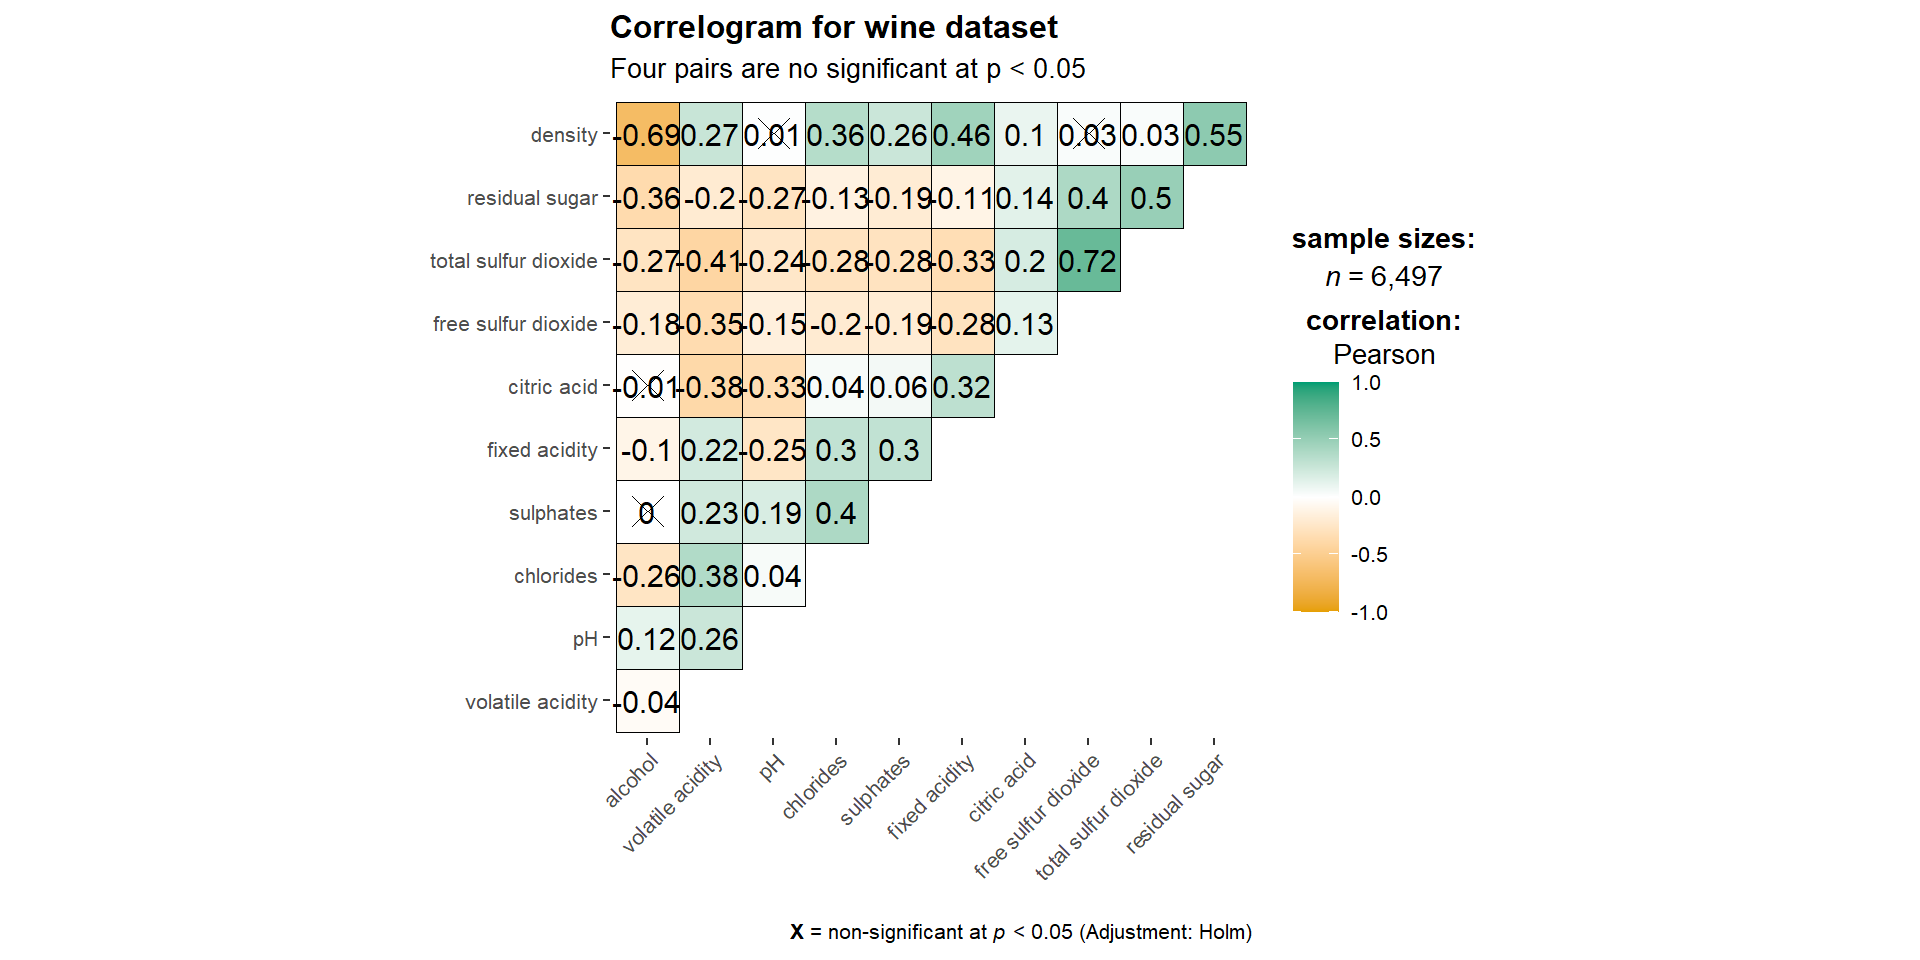 Correlogram for wine dataset
Four pairs are no significant at p < 0.05
density -0.69 0.27 0.01 0.36 0.26 0.46 0.1 0.03 0.03 0.55
residual sugar -0.36 -0.2 -0.27 -0.13 -0.19 -0.11 0.14 0.4 0.5
total sulfur dioxide -0.27 -0.41 -0.24 -0.28 -0.28 -0.33 0.2 0.72
free sulfur dioxide -0.18 -0.35 -0.15 -0.2 -0.19 -0.28 0.13
citric acid -0.01 -0.38 -0.33 0.04 0.06 0.32
fixed acidity -0.1 0.22 -0.25 0.3 0.3
sulphates 0 0.23 0.19 0.4
chlorides -0.26 0.38 0.04
pH 0.12 0.26
volatile acidity -0.04
alcohol
volatile acidity
pH
chlorides
sulphates
fixed acidity
citric acid
free sulfur dioxide
total sulfur dioxide
residual sugar
sample sizes:
n = 6,497
correlation:
Pearson
1.0
0.5
0.0
-0.5
-1.0
X = non-significant at p < 0.05 (Adjustment: Holm)